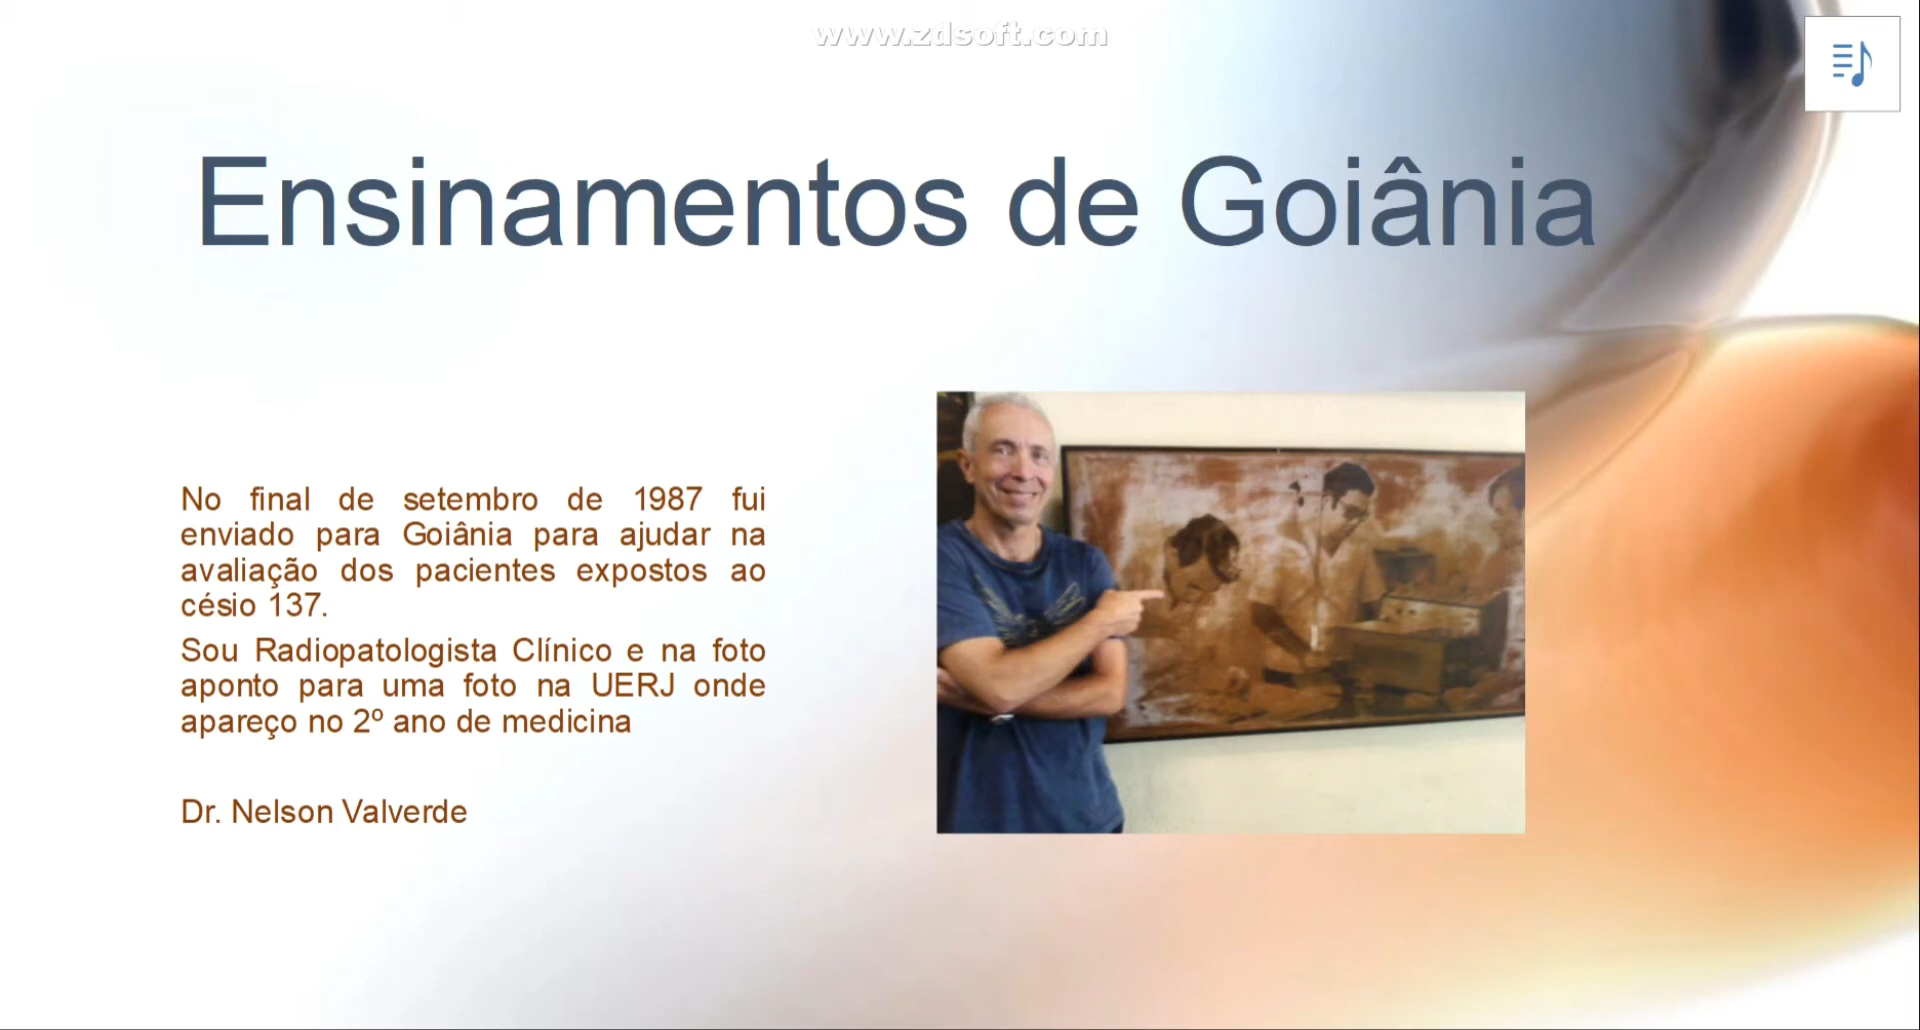 www.zdsoft.com
Ensinamentos de Goiânia
No final de setembro de 1987 fui
enviado para Goiânia para ajudar na
avaliação dos pacientes expostos ao
césio 137.
Sou Radiopatologista Clínico e na foto
aponto para uma foto na UERJ onde
apareço no 2º ano de medicina
Dr. Nelson Valverde